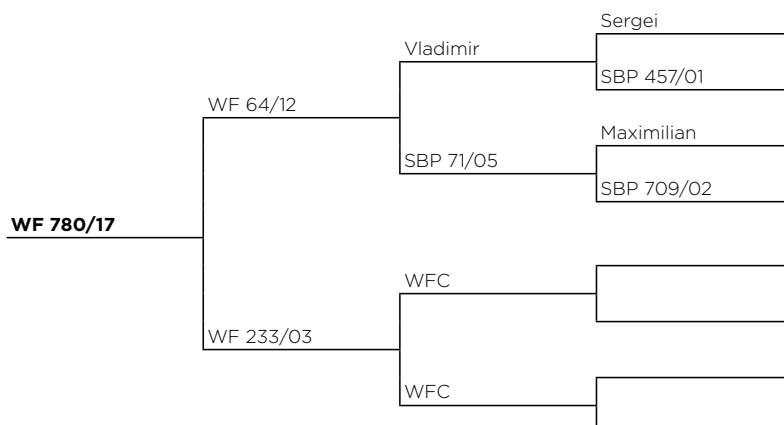 Sergei
Vladimir
SBP 457/01
WF 64/12
Maximilian
SBP 71/05
SBP 709/02
WF 780/17
WFC
WF 233/03
WFC